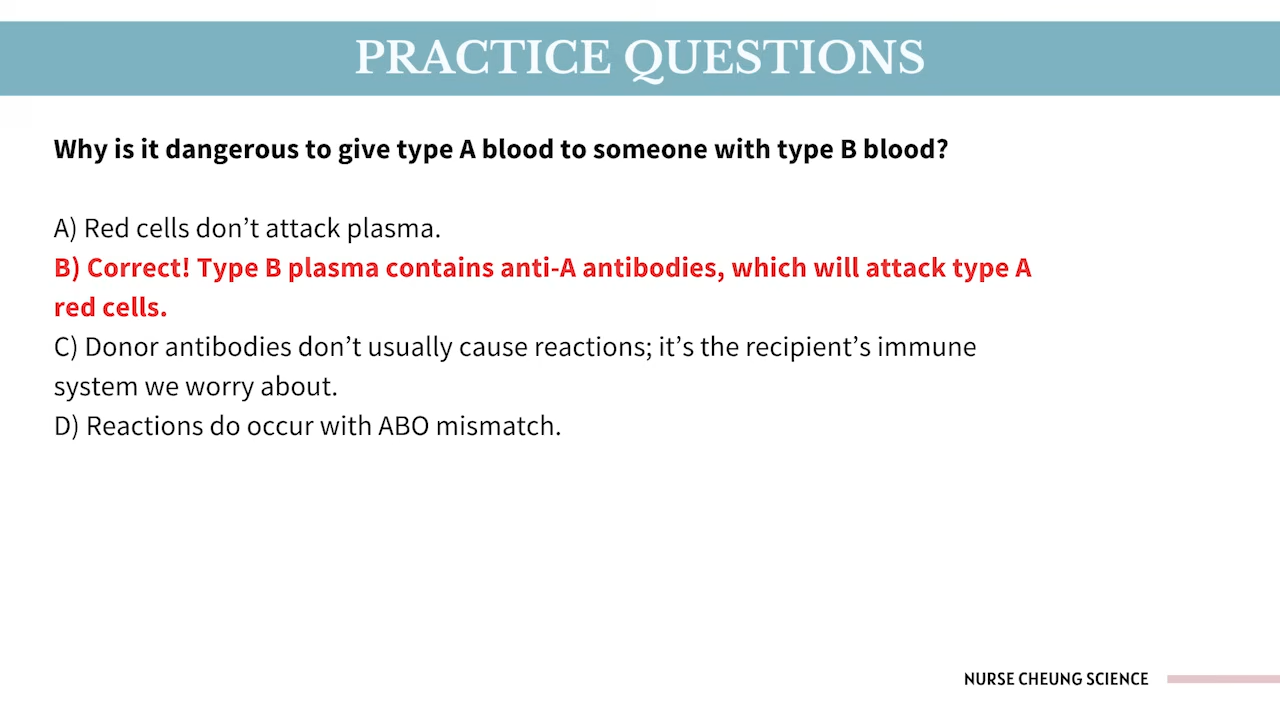 PRACTICE QUESTIONS
Why is it dangerous to give type A blood to someone with type B blood?
A) Red cells don’t attack plasma.
B) Correct! Type B plasma contains anti-A antibodies, which will attack type A
red cells.
C) Donor antibodies don’t usually cause reactions; it’s the recipient’s immune
system we worry about.
D) Reactions do occur with ABO mismatch.
NURSE CHEUNG SCIENCE